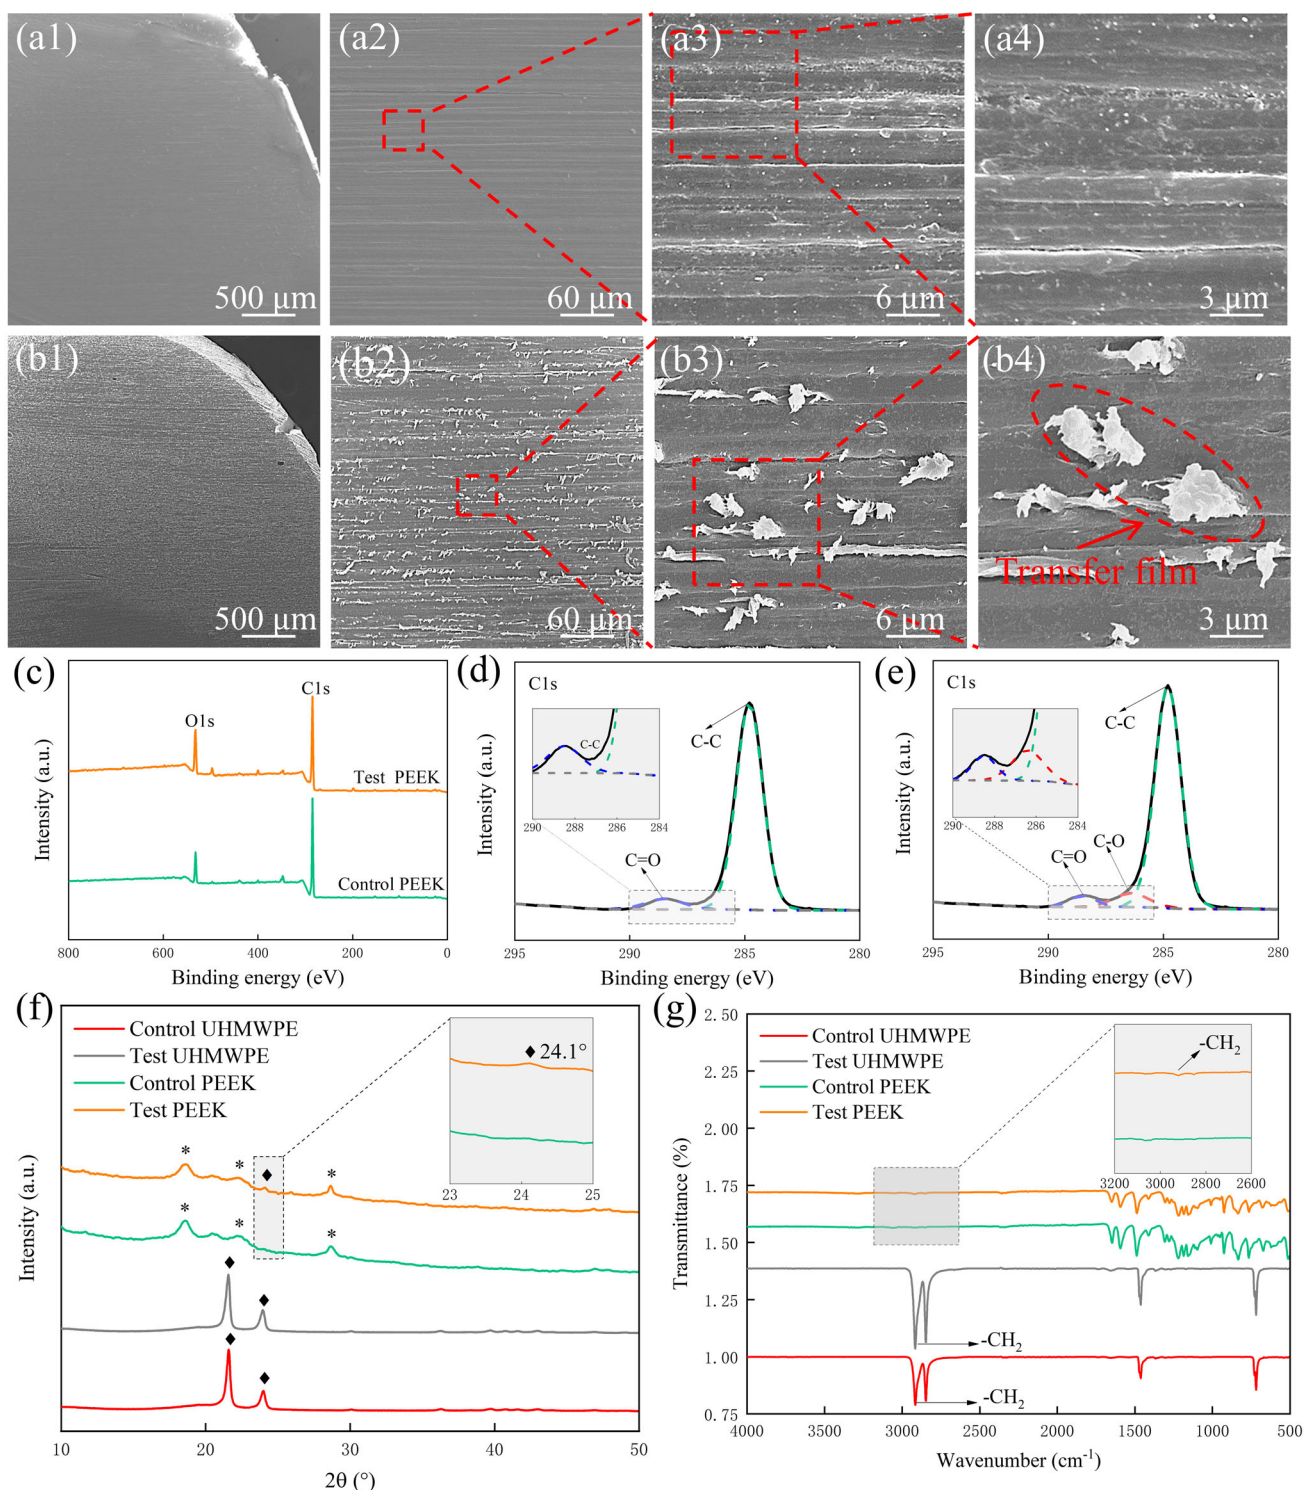 (a1)
500 μm
(a2)
60 μm
(a3)
6 μm
(a4)
3 μm
(b1)
500 μm
(b2)
60 μm
(b3)
6 μm
(b4)
Transfer film
3 μm
(c)
C1s
O1s
Test PEEK
Control PEEK
Intensity (a.u.)
800 600 400 200 0
Binding energy (eV)
(d)
C1s
C-C
290 288 286 284
C-C
C=O
Intensity (a.u.)
295 290 285 280
Binding energy (eV)
(e)
C1s
290 288 286 284
C-C
C-O
C=O
Intensity (a.u.)
295 290 285 280
Binding energy (eV)
(f)
Control UHMWPE
Test UHMWPE
Control PEEK
Test PEEK
♦ 24.1°
23 24 25
* * ♦ *
* *
♦
♦
♦
♦
Intensity (a.u.)
10 20 30 40 50
2θ (°)
(g)
Control UHMWPE
Test UHMWPE
Control PEEK
Test PEEK
-CH₂
0
3200 3000 2800 2600
-CH₂
-CH₂
Transmittance (%)
2.50
2.25
2.00
1.75
1.50
1.25
1.00
0.75
4000 3500 3000 2500 2000 1500 1000 500
Wavenumber (cm⁻¹)